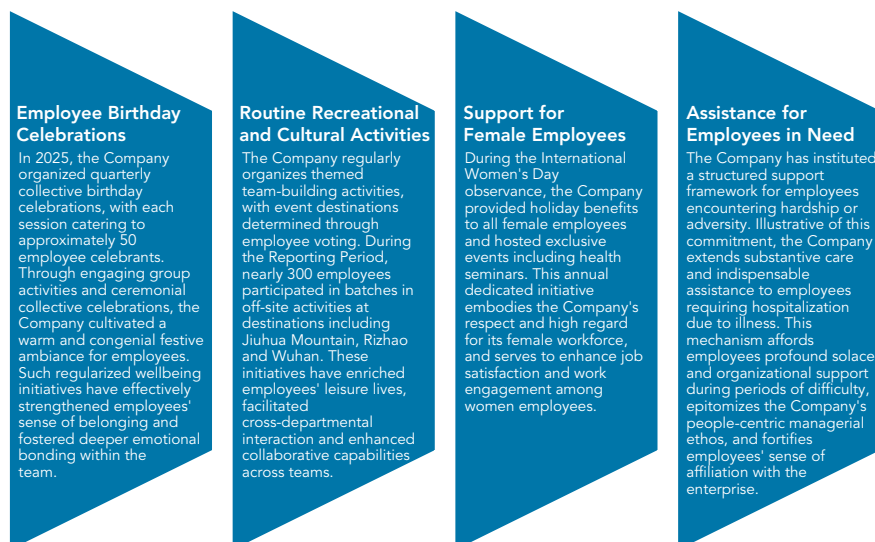 Employee Birthday
Celebrations
In 2025, the Company
organized quarterly
collective birthday
celebrations, with each
session catering to
approximately 50
employee celebrants.
Through engaging group
activities and ceremonial
collective celebrations, the
Company cultivated a
warm and congenial festive
ambiance for employees.
Such regularized wellbeing
initiatives have effectively
strengthened employees'
sense of belonging and
fostered deeper emotional
bonding within the
team.
Routine Recreational
and Cultural Activities
The Company regularly
organizes themed
team-building activities,
with event destinations
determined through
employee voting. During
the Reporting Period,
nearly 300 employees
participated in batches in
off-site activities at
destinations including
Jiuhua Mountain, Rizhao
and Wuhan. These
initiatives have enriched
employees' leisure lives,
facilitated
cross-departmental
interaction and enhanced
collaborative capabilities
across teams.
Support for
Female Employees
During the International
Women's Day
observance, the Company
provided holiday benefits
to all female employees
and hosted exclusive
events including health
seminars. This annual
dedicated initiative
embodies the Company's
respect and high regard
for its female workforce,
and serves to enhance job
satisfaction and work
engagement among
women employees.
Assistance for
Employees in Need
The Company has instituted
a structured support
framework for employees
encountering hardship or
adversity. Illustrative of this
commitment, the Company
extends substantive care
and indispensable
assistance to employees
requiring hospitalization
due to illness. This
mechanism affords
employees profound solace
and organizational support
during periods of difficulty,
epitomizes the Company's
people-centric managerial
ethos, and fortifies
employees' sense of
affiliation with the
enterprise.